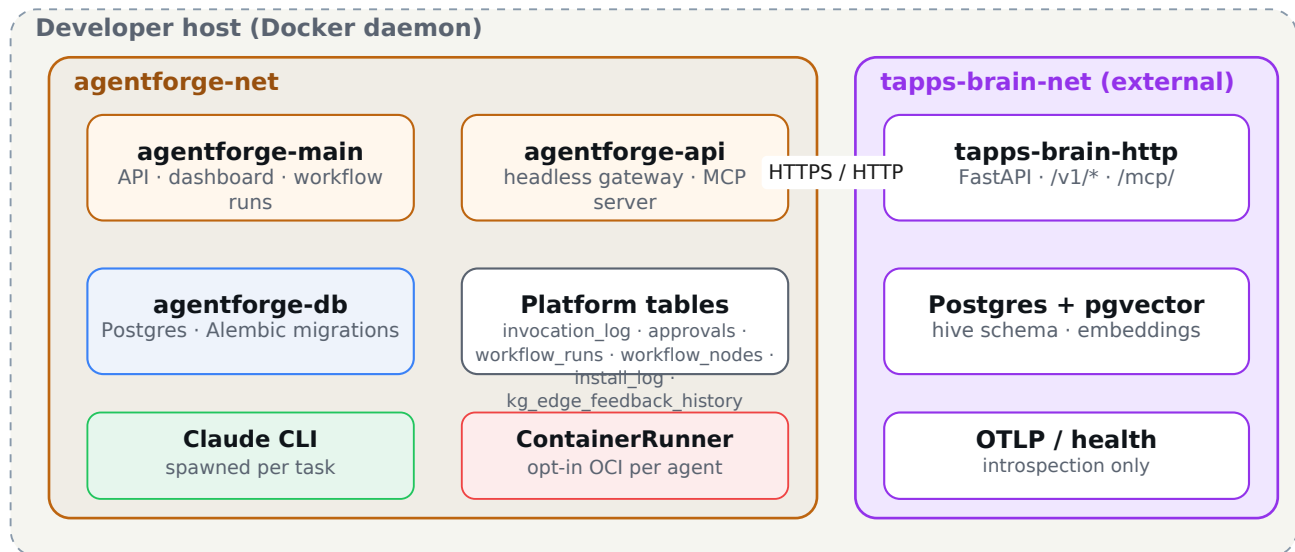 Developer host (Docker daemon)
agentforge-net
agentforge-main
API · dashboard · workflow
runs
agentforge-api
headless gateway · MCP
server
HTTPS / HTTP
agentforge-db
Postgres · Alembic migrations
Platform tables
invocation_log · approvals ·
workflow_runs · workflow_nodes ·
install_log ·
kg_edge_feedback_history
Claude CLI
spawned per task
ContainerRunner
opt-in OCI per agent
tapps-brain-net (external)
tapps-brain-http
FastAPI · /v1/* · /mcp/
Postgres + pgvector
hive schema · embeddings
OTLP / health
introspection only